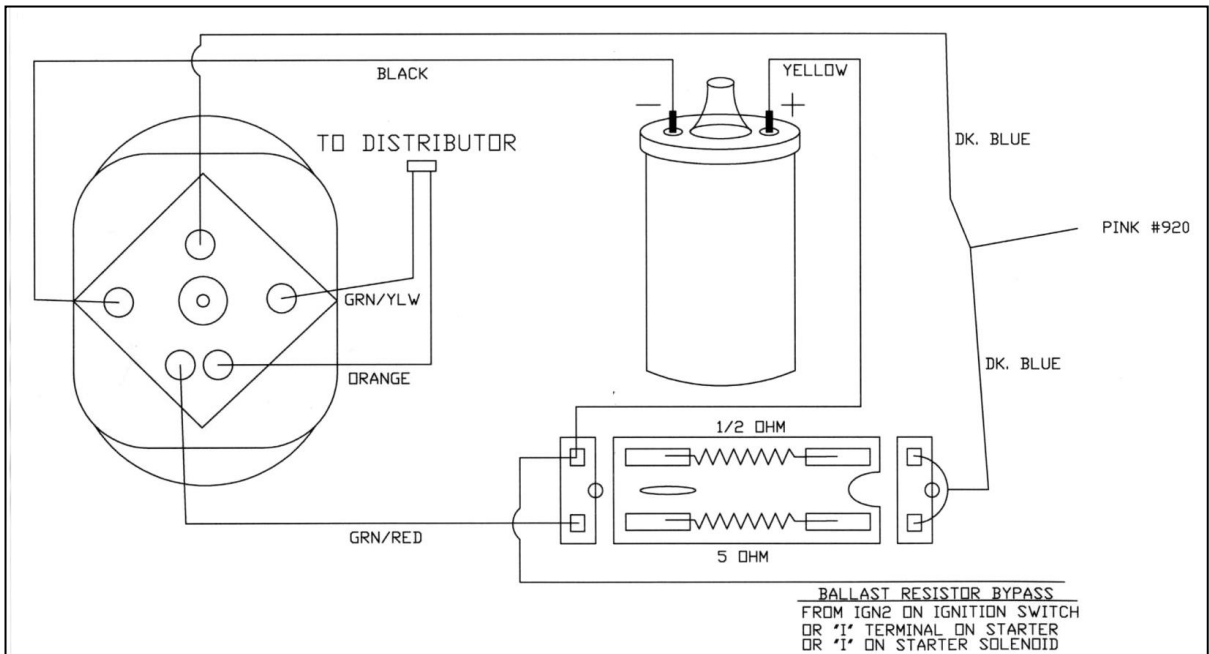 BLACK
YELLOW
− +
TO DISTRIBUTOR
DK. BLUE
PINK #920
GRN/YLW
DK. BLUE
ORANGE
1/2 OHM
GRN/RED
5 OHM
BALLAST RESISTOR BYPASS
FROM IGN2 ON IGNITION SWITCH
OR "I" TERMINAL ON STARTER
OR "I" ON STARTER SOLENOID